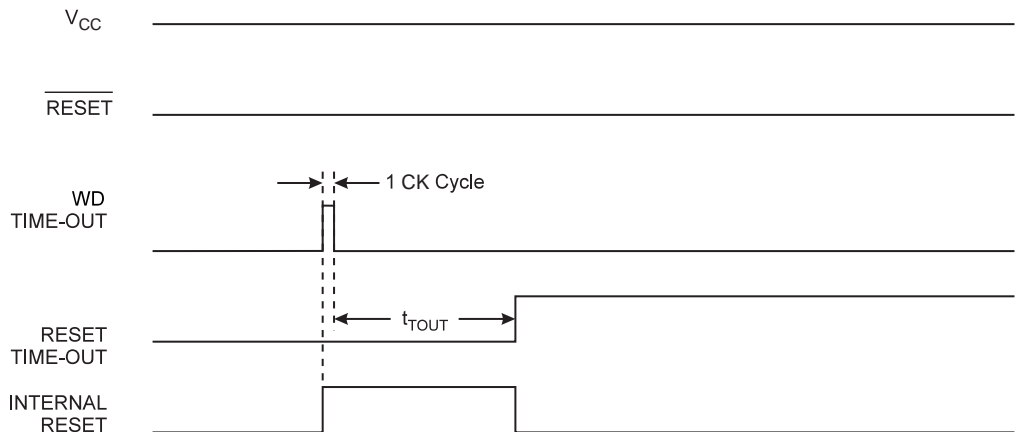 VCC
RESET
1 CK Cycle
WD
TIME-OUT
tTOUT
RESET
TIME-OUT
INTERNAL
RESET